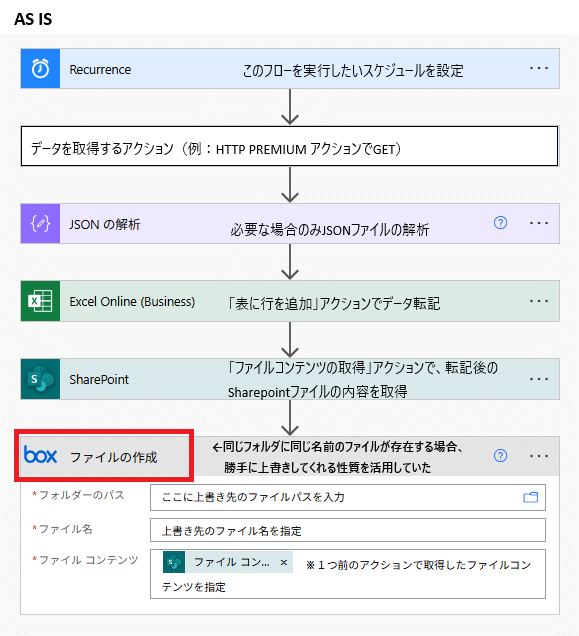 AS IS
Recurrence このフローを実行したいスケジュールを設定
データを取得するアクション（例：HTTP PREMIUM アクションでGET）
JSON の解析 必要な場合のみJSONファイルの解析
Excel Online (Business) 「表に行を追加」アクションでデータ転記
SharePoint 「ファイルコンテンツの取得」アクションで、転記後の
Sharepointファイルの内容を取得
box ファイルの作成 ←同じフォルダに同じ名前のファイルが存在する場合、
勝手に上書きしてくれる性質を活用していた
*フォルダーのパス ここに上書き先のファイルパスを入力
*ファイル名 上書き先のファイル名を指定
*ファイル コンテンツ ファイル コン... × ※１つ前のアクションで取得したファイルコン
テンツを指定